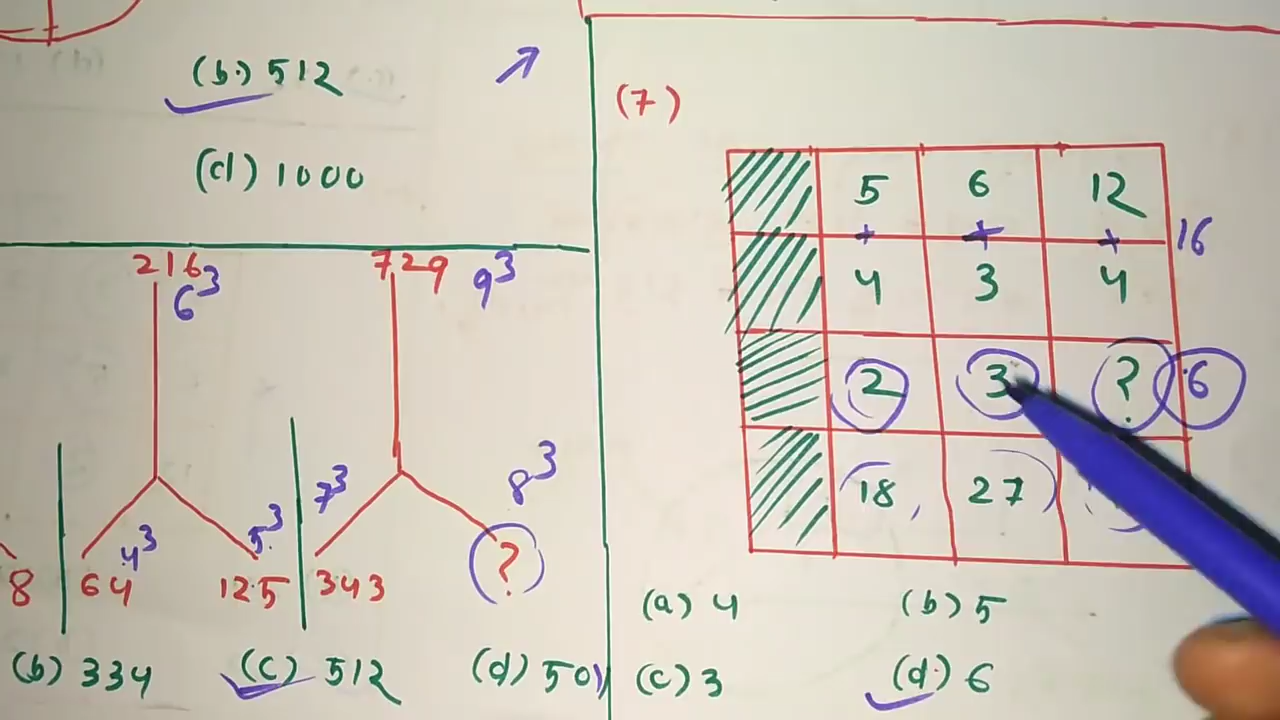 (b) 512
(d) 1000
216 729
6³ 9³
7³ 8³
4³ 5³
8 64 125 343 ?
(b) 334 (c) 512 (d) 501
(7)
5 6 12
+ + + 16
4 3 4
2 3 ? 6
18 27
(a) 4 (b) 5
(c) 3 (d) 6